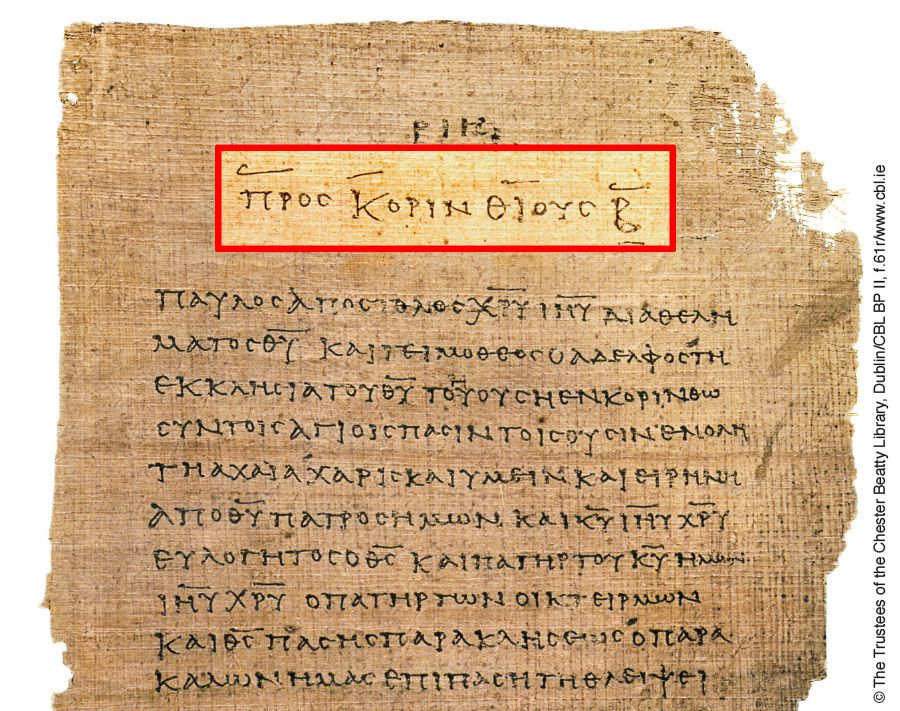 ΡΙΗ
ΠΡΟϹ ΚΟΡΙΝΘΙΟΥϹ Β
ΠΑΥΛΟϹ ΑΠΟϹΤΟΛΟϹ ΧΡΥ ΙΗΥ ΔΙΑ ΘΕΛΗ
ΜΑΤΟϹ ΘΥ ΚΑΙ ΤΕΙΜΟΘΕΟϹ Ο ΑΔΕΛΦΟϹ ΤΗ
ΕΚΚΛΗϹΙΑ ΤΟΥ ΘΥ ΤΗ ΟΥϹΗ ΕΝ ΚΟΡΙΝΘΩ
ϹΥΝ ΤΟΙϹ ΑΓΙΟΙϹ ΠΑϹΙΝ ΤΟΙϹ ΟΥϹΙΝ ΕΝ ΟΛΗ
ΤΗ ΑΧΑΙΑ ΧΑΡΙϹ ΚΑΙ ΥΜΕΙΝ ΚΑΙ ΕΙΡΗΝΗ
ΑΠΟ ΘΥ ΠΑΤΡΟϹ ΗΜΩΝ ΚΑΙ ΚΥ ΙΗΥ ΧΡΥ
ΕΥΛΟΓΗΤΟϹ Ο ΘϹ ΚΑΙ ΠΑΤΗΡ ΤΟΥ ΚΥ ΗΜΩΝ
ΙΗΥ ΧΡΥ Ο ΠΑΤΗΡ ΤΩΝ ΟΙΚΤΕΙΡΜΩΝ
ΚΑΙ ΘϹ ΠΑϹΗϹ ΠΑΡΑΚΛΗϹΕΩϹ Ο ΠΑΡΑ
ΚΑΛΩΝ ΗΜΑϹ ΕΠΙ ΠΑϹΗ ΤΗ ΘΛΕΙΨΕΙ
© The Trustees of the Chester Beatty Library, Dublin/CBL BP II, f.61r/www.cbl.ie